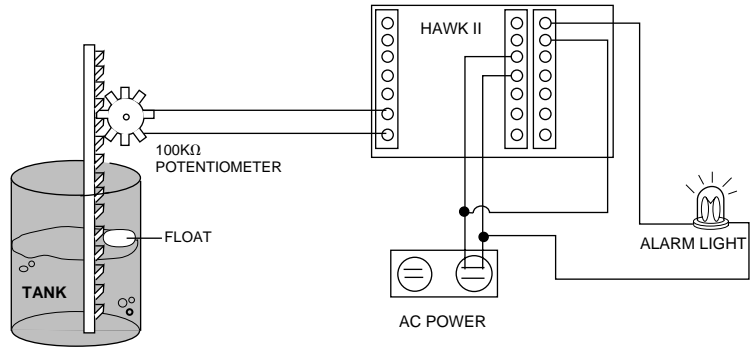 HAWK II
100KΩ
POTENTIOMETER
FLOAT
ALARM LIGHT
TANK
AC POWER